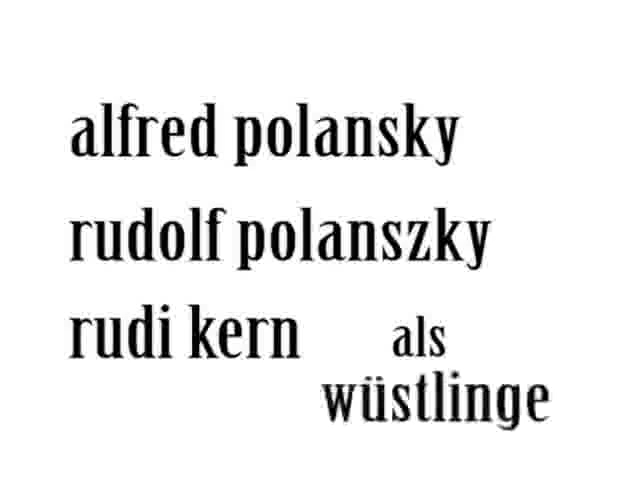 alfred polansky
rudolf polanszky
rudi kern
als
wüstlinge